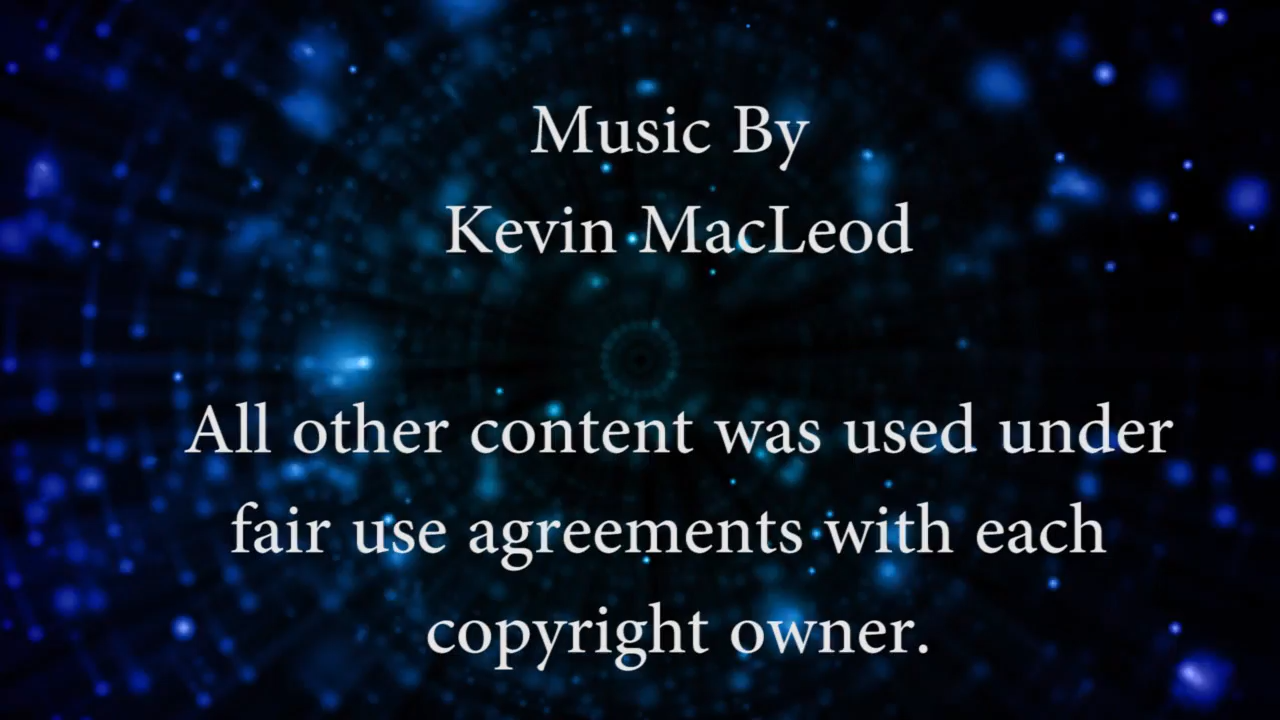 Music By
Kevin MacLeod
All other content was used under
fair use agreements with each
copyright owner.